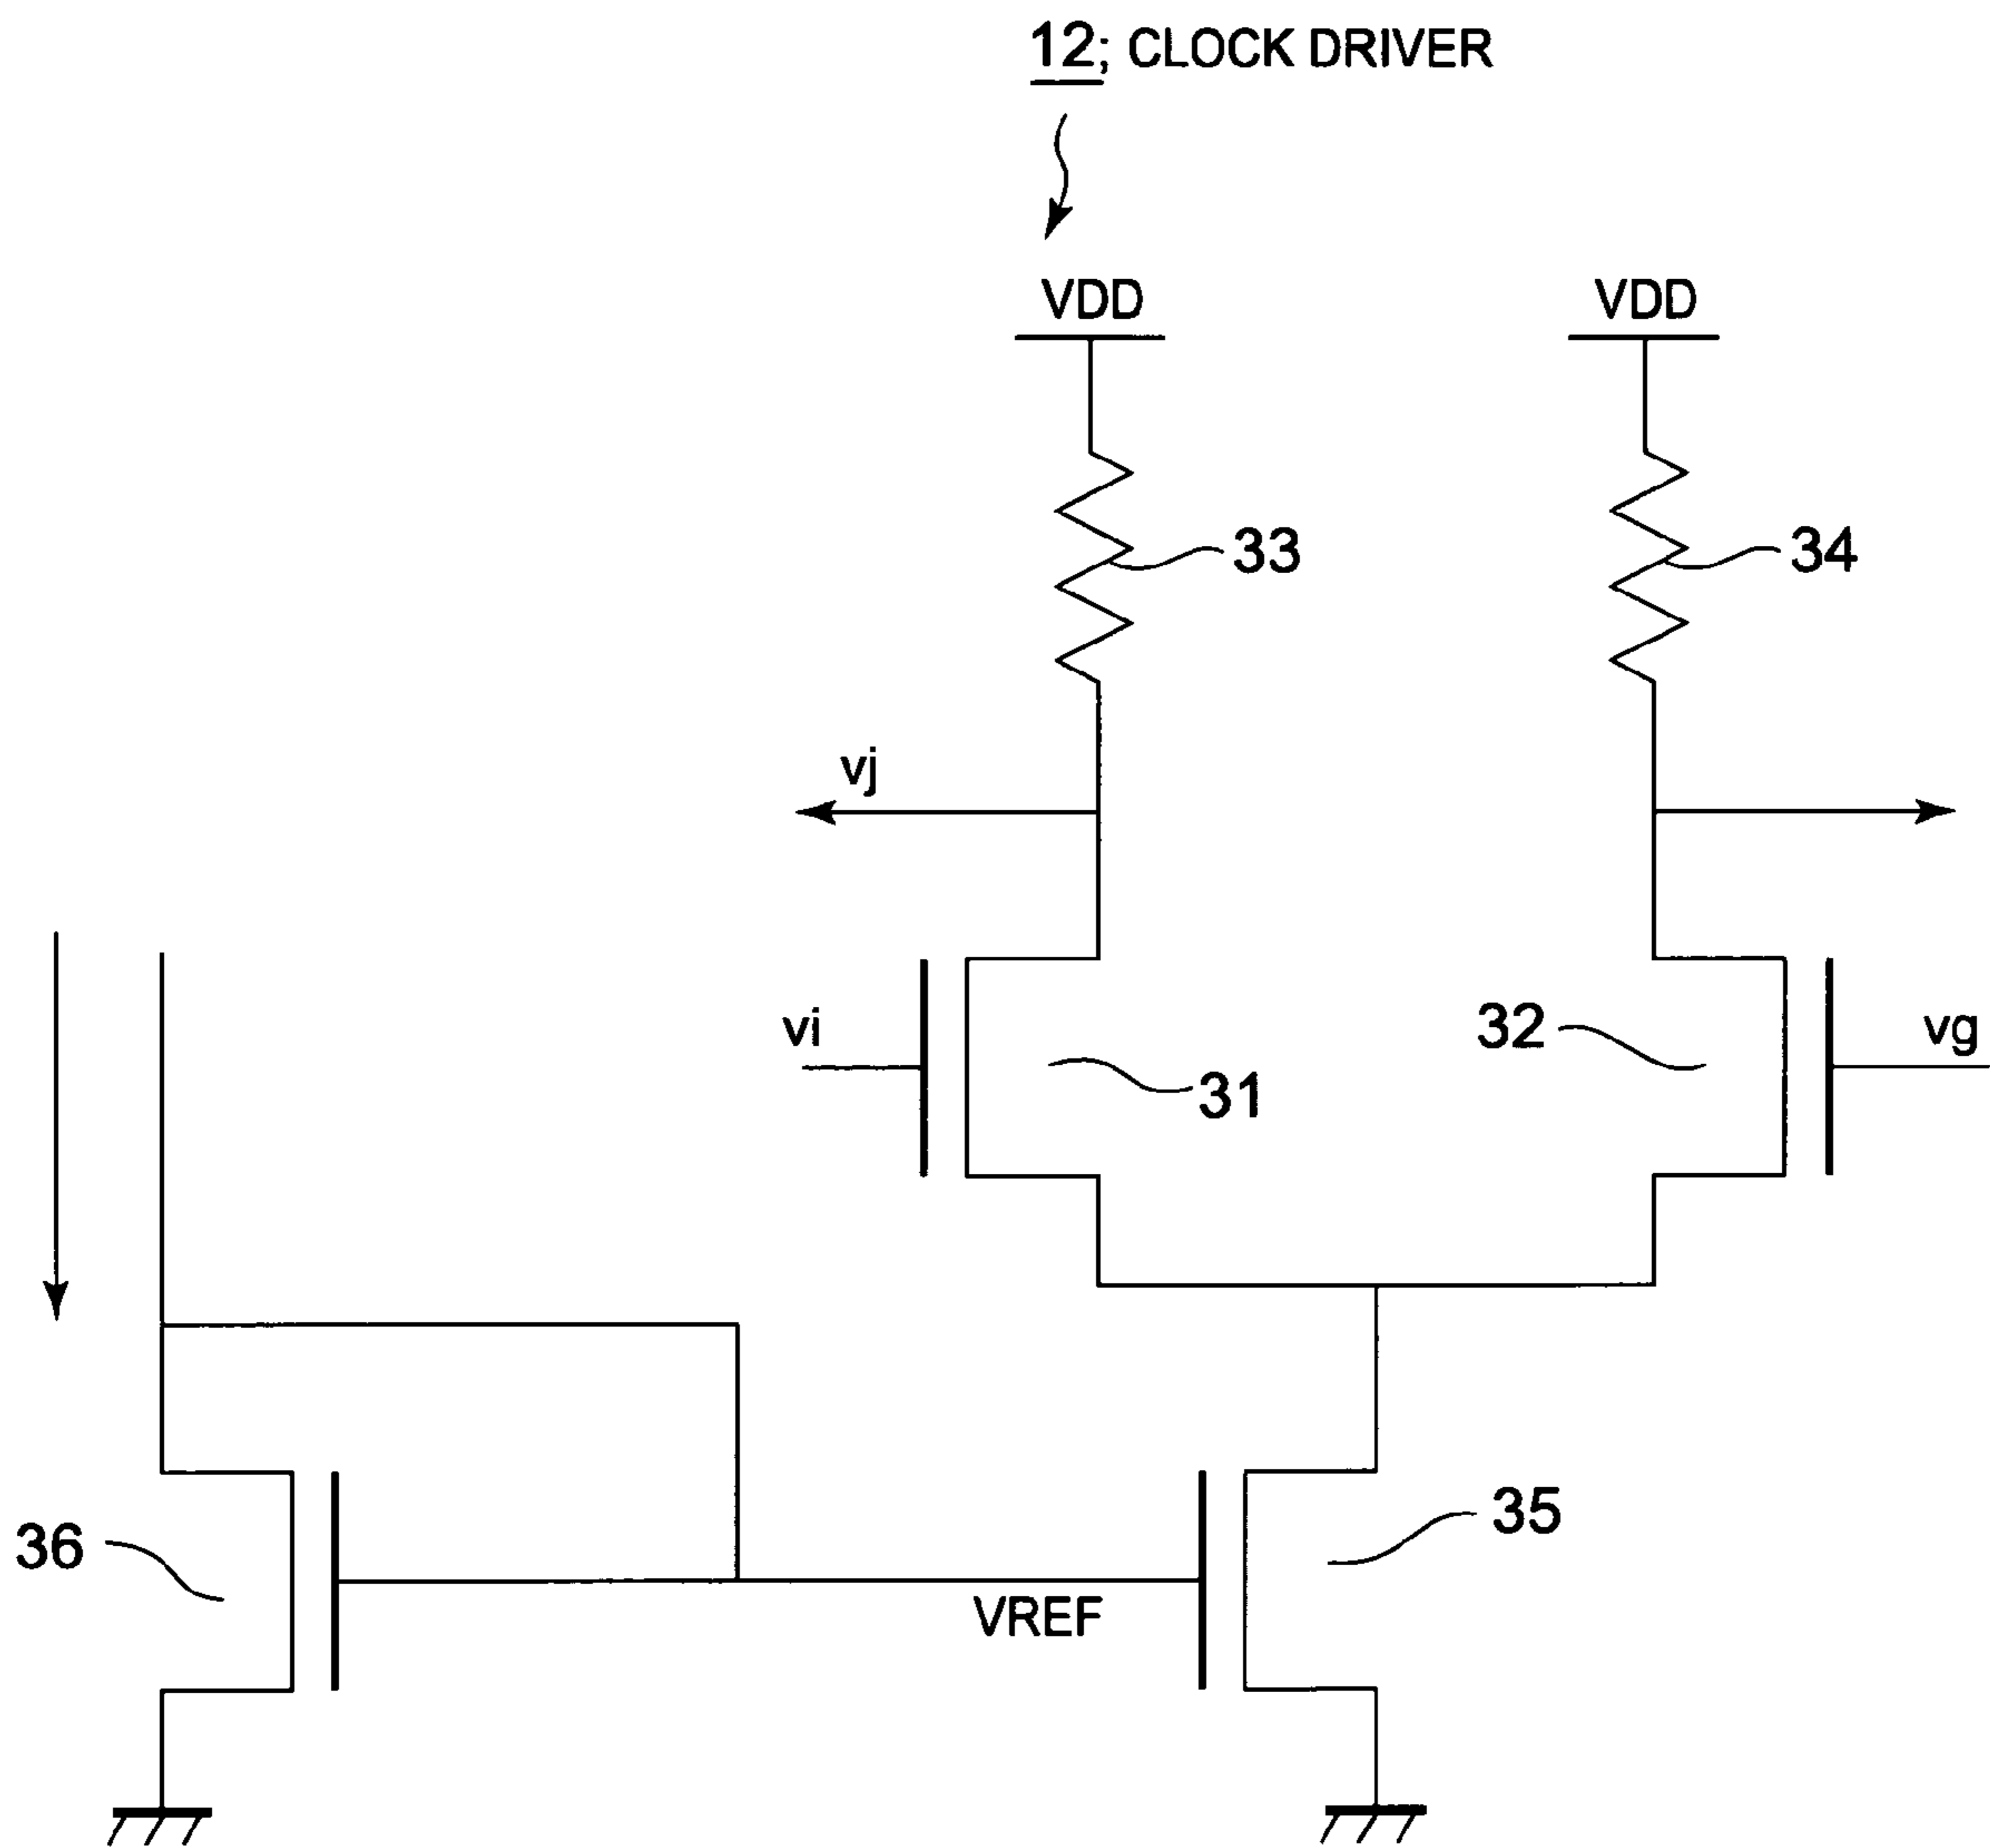 12; CLOCK DRIVER
VDD VDD
33 34
vj
vi 31 32 vg
36 VREF 35